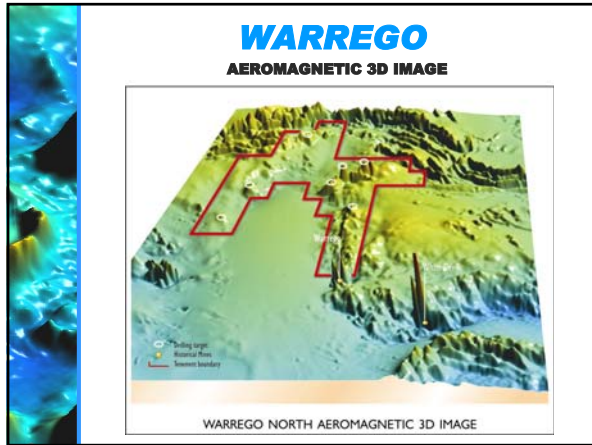 WARREGO
AEROMAGNETIC 3D IMAGE
Drilling target
Historical Mines
Tenement boundary
WARREGO NORTH AEROMAGNETIC 3D IMAGE